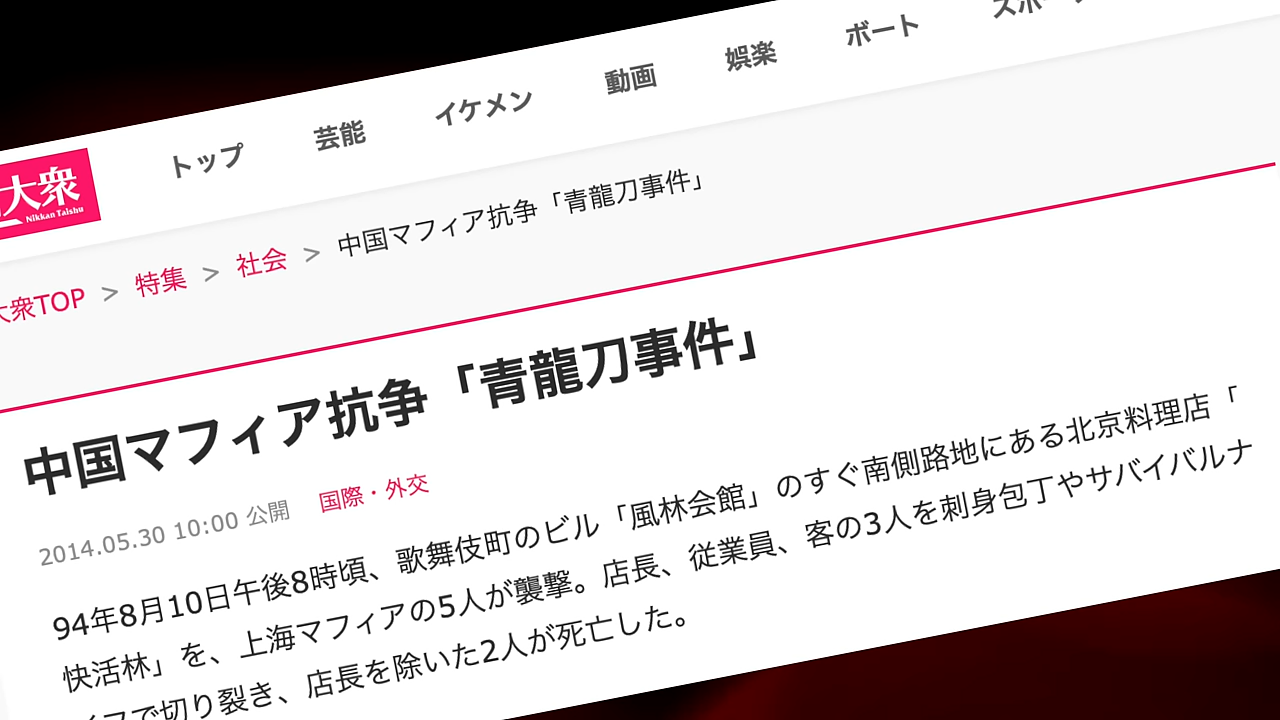 トップ 芸能 イケメン 動画 娯楽 ボート スポー
大衆
Nikkan Taishu
大衆TOP > 特集 > 社会 > 中国マフィア抗争「青龍刀事件」
中国マフィア抗争「青龍刀事件」
2014.05.30 10:00 公開 国際・外交
94年8月10日午後8時頃、歌舞伎町のビル「風林会館」のすぐ南側路地にある北京料理店「
快活林」を、上海マフィアの5人が襲撃。店長、従業員、客の3人を刺身包丁やサバイバルナ
イフで切り裂き、店長を除いた2人が死亡した。